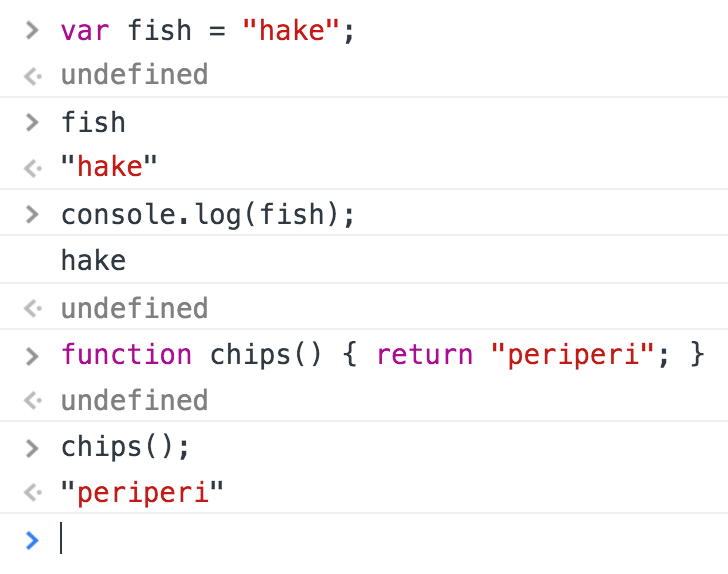 > var fish = "hake";
<· undefined
> fish
<· "hake"
> console.log(fish);
hake
<· undefined
> function chips() { return "periperi"; }
<· undefined
> chips();
<· "periperi"
>